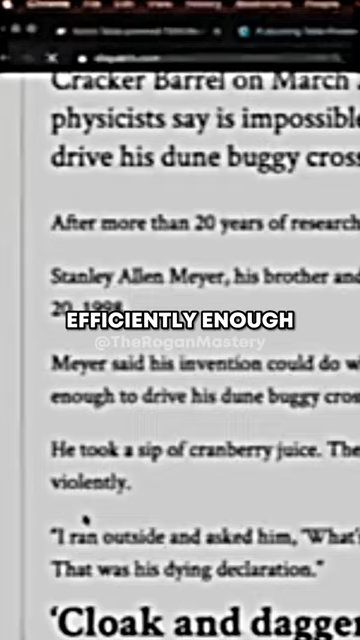 Cracker Barrel on March
physicists say is impossible
drive his dune buggy cross
After more than 20 years of research
Stanley Allen Meyer, his brother and
20, 1998
EFFICIENTLY ENOUGH
@TheRoganMastery
Meyer said his invention could do w
enough to drive his dune buggy cros
He took a sip of cranberry juice. The
violently.
"I ran outside and asked him, 'What's
That was his dying declaration."
'Cloak and dagger